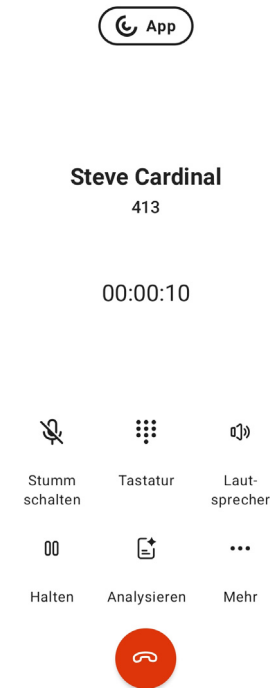 App
Steve Cardinal
413
00:00:10
Stumm
schalten
Tastatur
Laut-
sprecher
Halten
Analysieren
Mehr